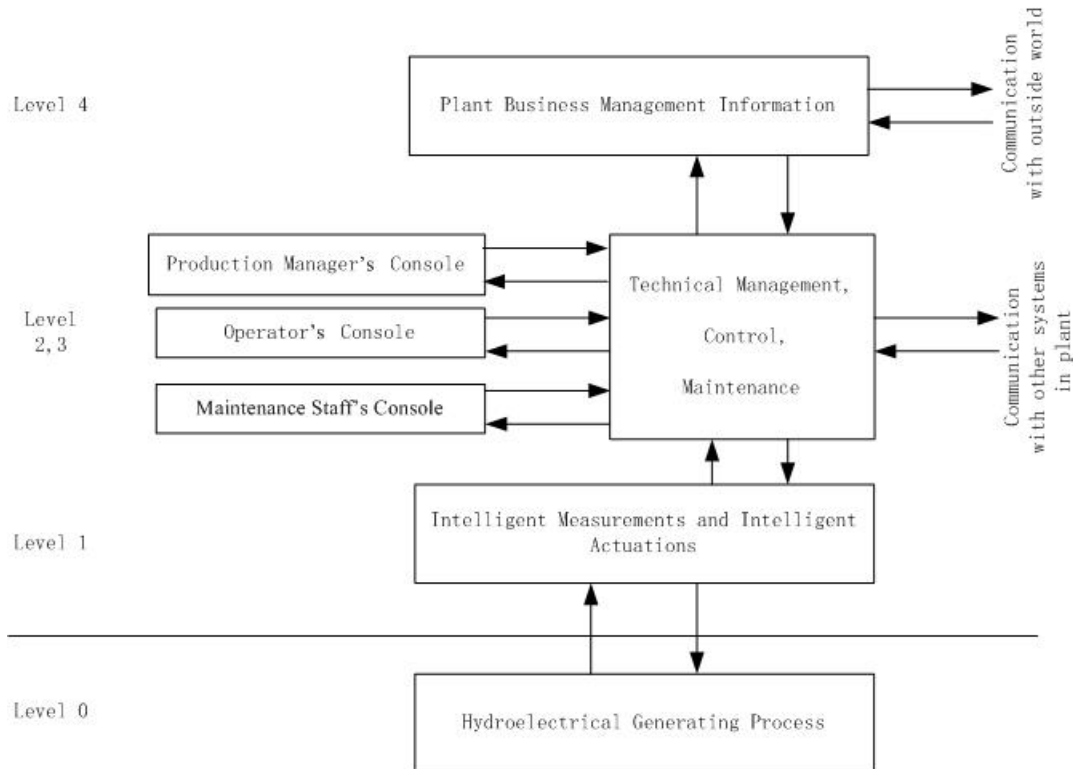 Level 4
Plant Business Management Information
Communication
with outside world
Production Manager's Console
Level
2,3
Operator's Console
Maintenance Staff's Console
Technical Management,
Control,
Maintenance
Communication
with other systems
in plant
Level 1
Intelligent Measurements and Intelligent
Actuations
Level 0
Hydroelectrical Generating Process